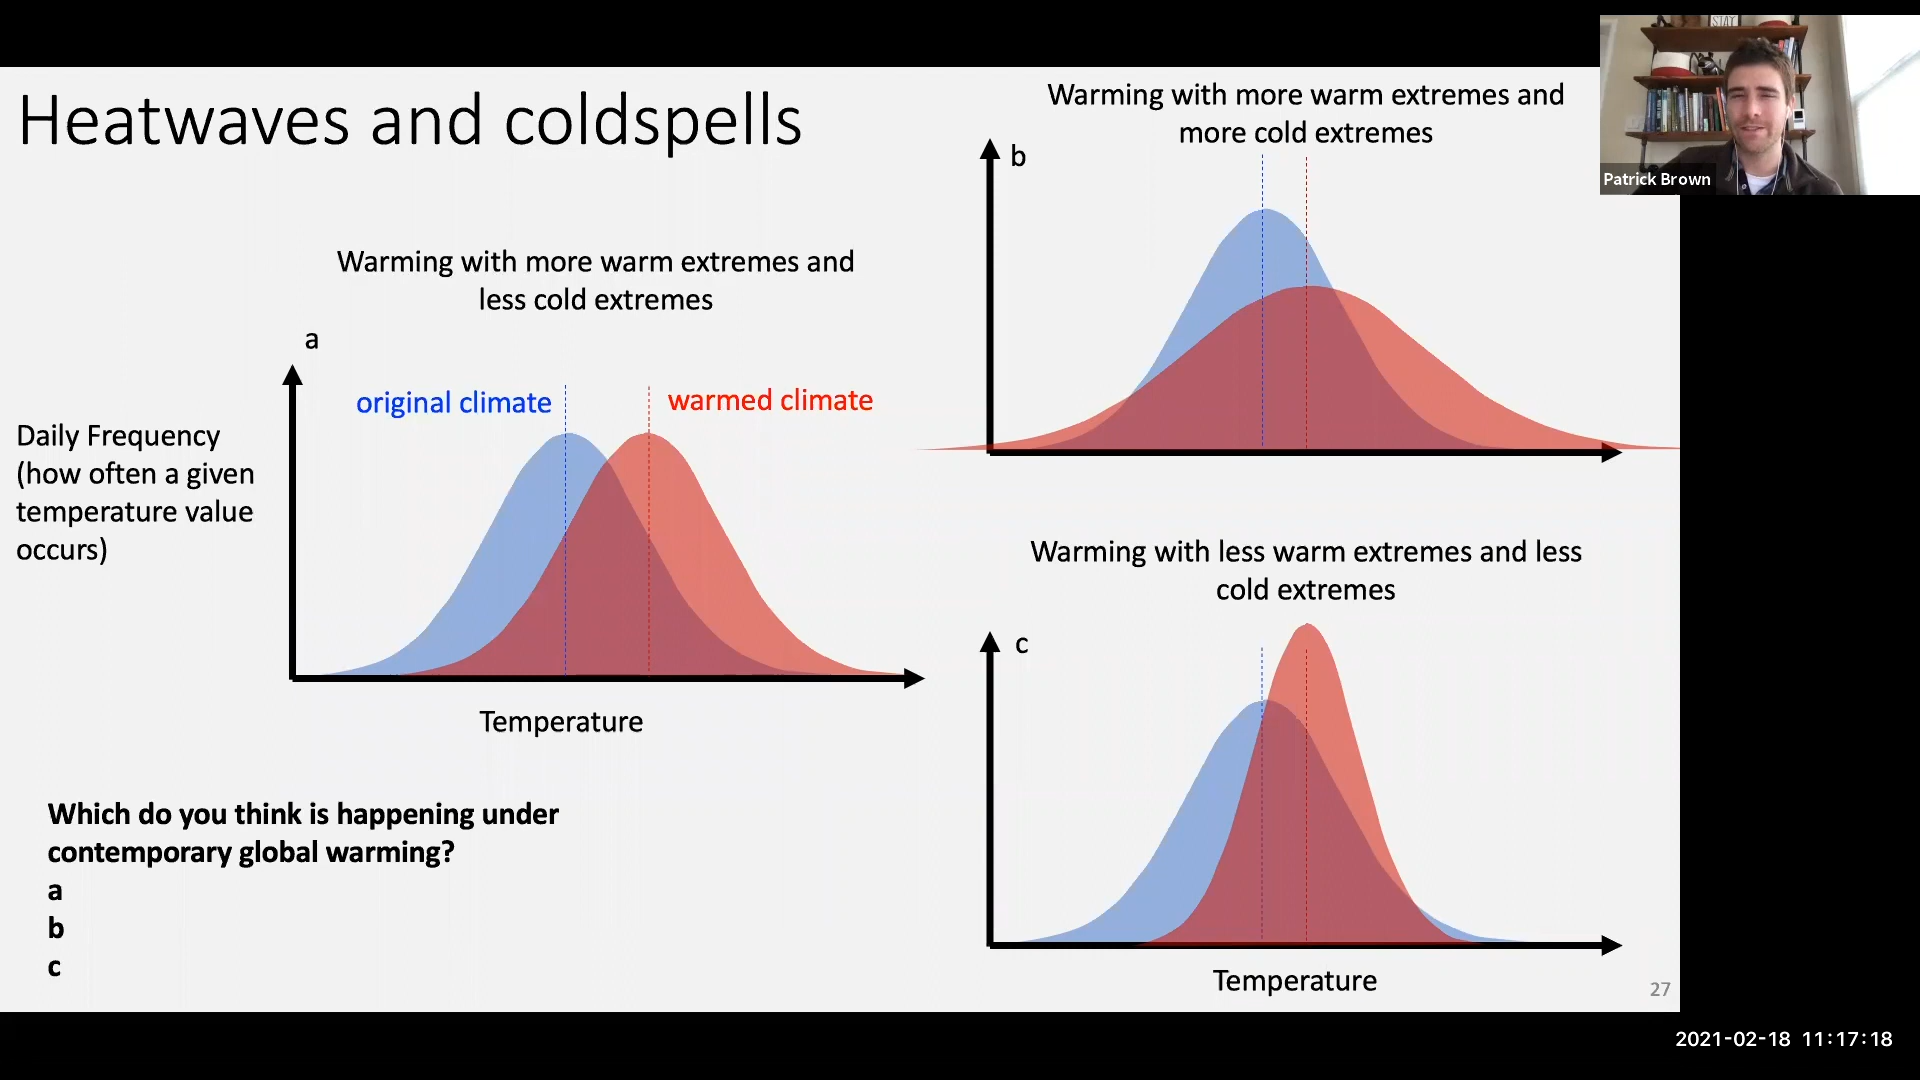 Heatwaves and coldspells
Warming with more warm extremes and
less cold extremes
a
original climate
warmed climate
Daily Frequency
(how often a given
temperature value
occurs)
Temperature
Which do you think is happening under
contemporary global warming?
a
b
c
Warming with more warm extremes and
more cold extremes
b
Warming with less warm extremes and less
cold extremes
c
Temperature
27
STAY
Patrick Brown
2021-02-18 11:17:18